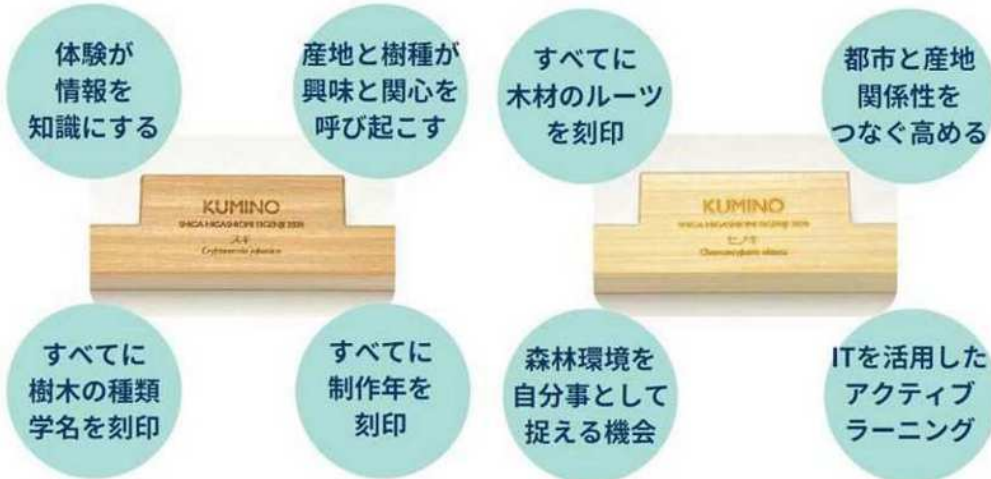 体験が
情報を
知識にする
産地と樹種が
興味と関心を
呼び起こす
すべてに
木材のルーツ
を刻印
都市と産地
関係性を
つなぐ高める
KUMINO
スギ
KUMINO
ヒノキ
すべてに
樹木の種類
学名を刻印
すべてに
制作年を
刻印
森林環境を
自分事として
捉える機会
ITを活用した
アクティブ
ラーニング